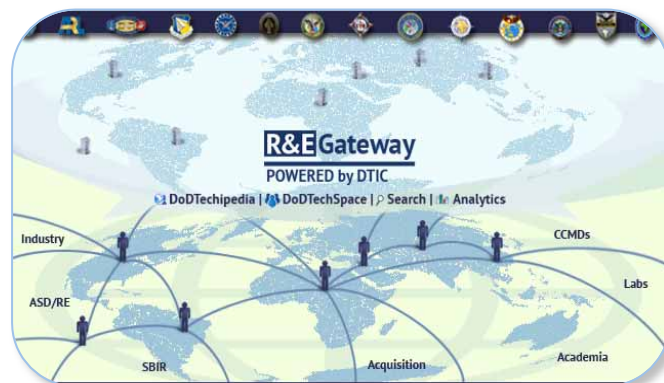 R&E Gateway
POWERED by DTIC
DoDTechipedia | DoDTechSpace | Search | Analytics
Industry
CCMDs
ASD/RE
Labs
SBIR
Acquisition
Academia